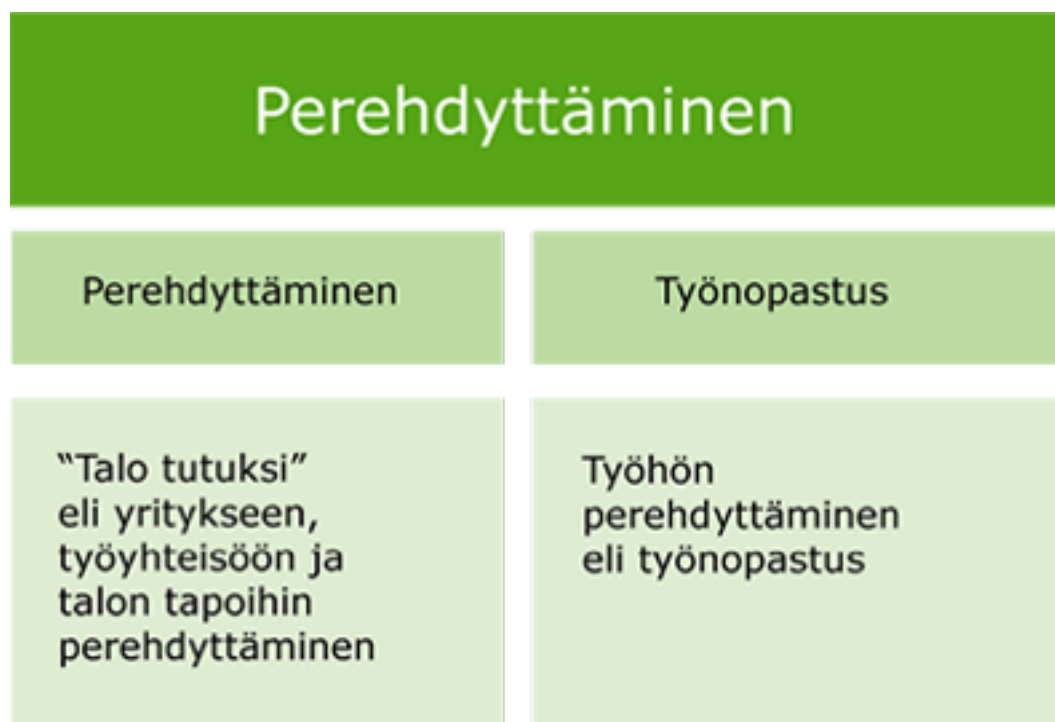 Perehdyttäminen
Perehdyttäminen
Työnopastus
“Talo tutuksi”
eli yritykseen,
työyhteisöön ja
talon tapoihin
perehdyttäminen
Työhön
perehdyttäminen
eli työnopastus